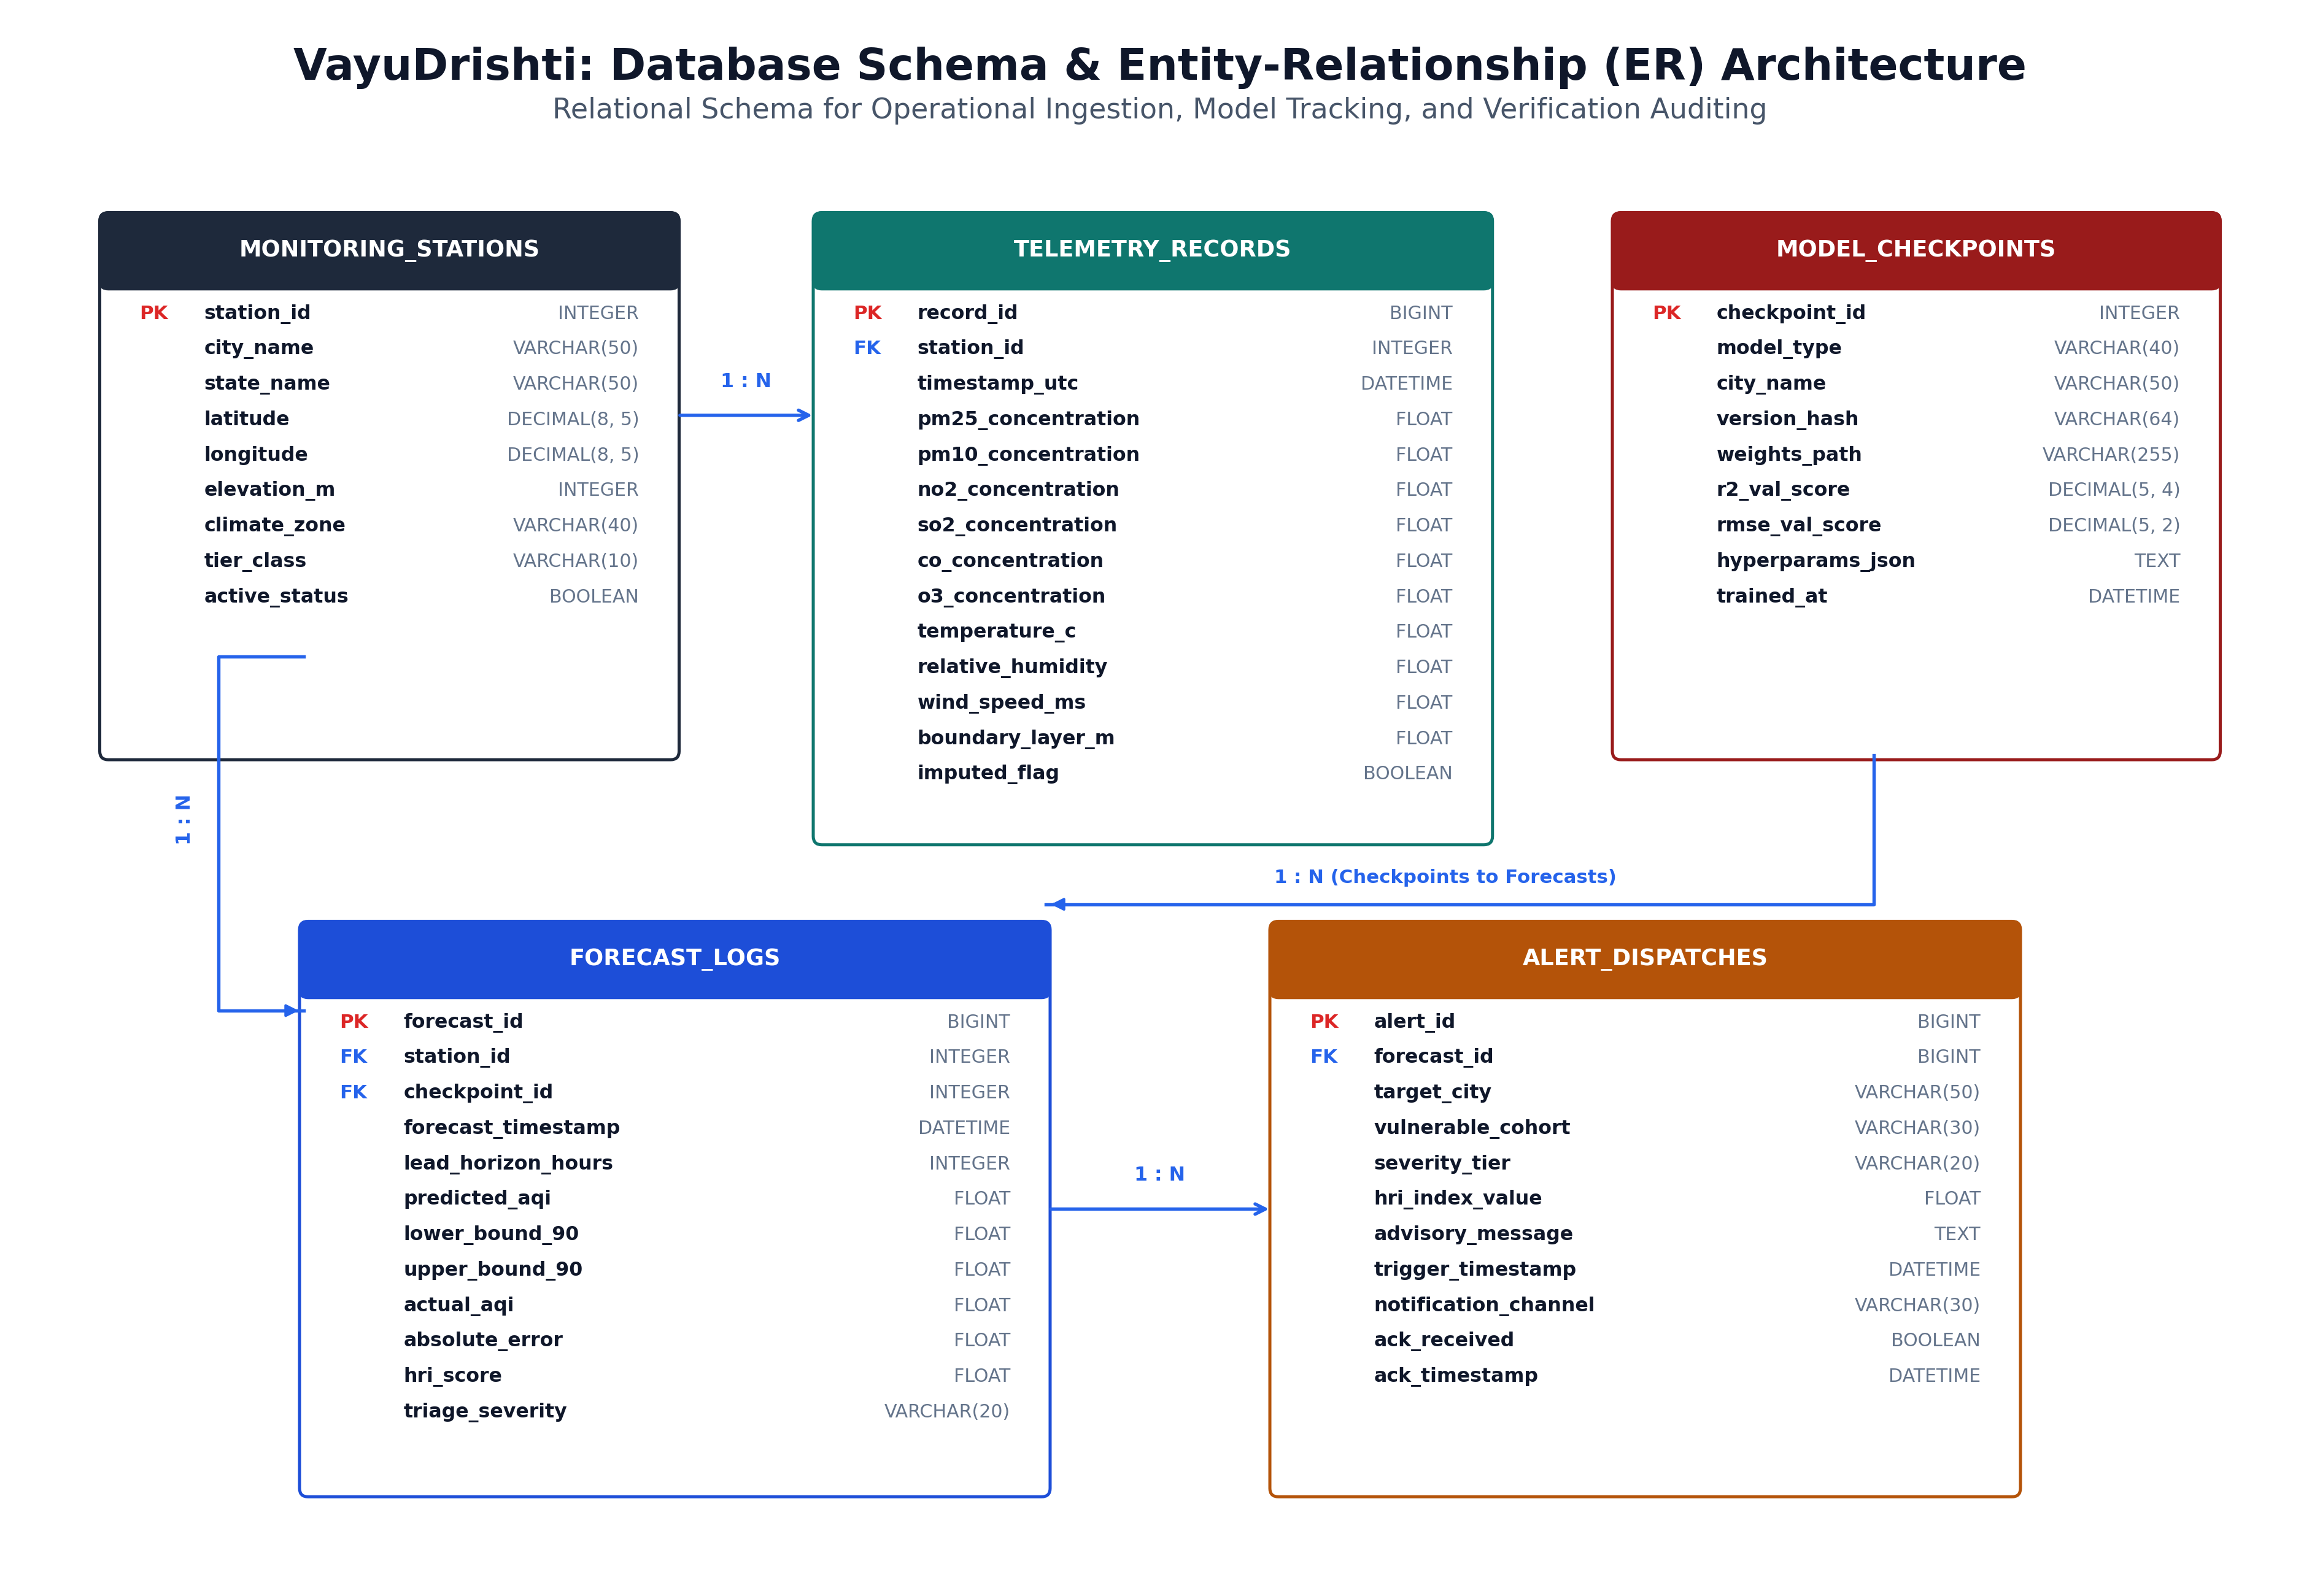 VayuDrishti: Database Schema & Entity-Relationship (ER) Architecture
Relational Schema for Operational Ingestion, Model Tracking, and Verification Auditing
MONITORING_STATIONS
PK station_id INTEGER
city_name VARCHAR(50)
state_name VARCHAR(50)
latitude DECIMAL(8, 5)
longitude DECIMAL(8, 5)
elevation_m INTEGER
climate_zone VARCHAR(40)
tier_class VARCHAR(10)
active_status BOOLEAN
1 : N
TELEMETRY_RECORDS
PK record_id BIGINT
FK station_id INTEGER
timestamp_utc DATETIME
pm25_concentration FLOAT
pm10_concentration FLOAT
no2_concentration FLOAT
so2_concentration FLOAT
co_concentration FLOAT
o3_concentration FLOAT
temperature_c FLOAT
relative_humidity FLOAT
wind_speed_ms FLOAT
boundary_layer_m FLOAT
imputed_flag BOOLEAN
MODEL_CHECKPOINTS
PK checkpoint_id INTEGER
model_type VARCHAR(40)
city_name VARCHAR(50)
version_hash VARCHAR(64)
weights_path VARCHAR(255)
r2_val_score DECIMAL(5, 4)
rmse_val_score DECIMAL(5, 2)
hyperparams_json TEXT
trained_at DATETIME
1 : N
1 : N (Checkpoints to Forecasts)
FORECAST_LOGS
PK forecast_id BIGINT
FK station_id INTEGER
FK checkpoint_id INTEGER
forecast_timestamp DATETIME
lead_horizon_hours INTEGER
predicted_aqi FLOAT
lower_bound_90 FLOAT
upper_bound_90 FLOAT
actual_aqi FLOAT
absolute_error FLOAT
hri_score FLOAT
triage_severity VARCHAR(20)
1 : N
ALERT_DISPATCHES
PK alert_id BIGINT
FK forecast_id BIGINT
target_city VARCHAR(50)
vulnerable_cohort VARCHAR(30)
severity_tier VARCHAR(20)
hri_index_value FLOAT
advisory_message TEXT
trigger_timestamp DATETIME
notification_channel VARCHAR(30)
ack_received BOOLEAN
ack_timestamp DATETIME